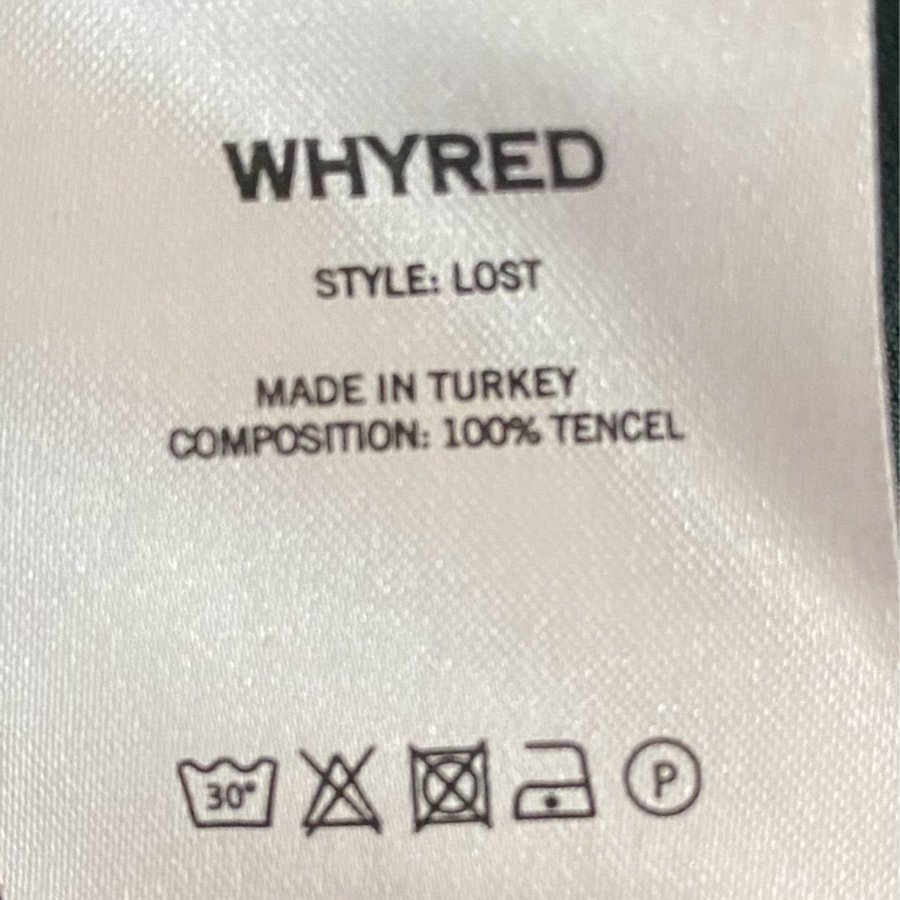 WHYRED
STYLE: LOST
MADE IN TURKEY
COMPOSITION: 100% TENCEL
30° P